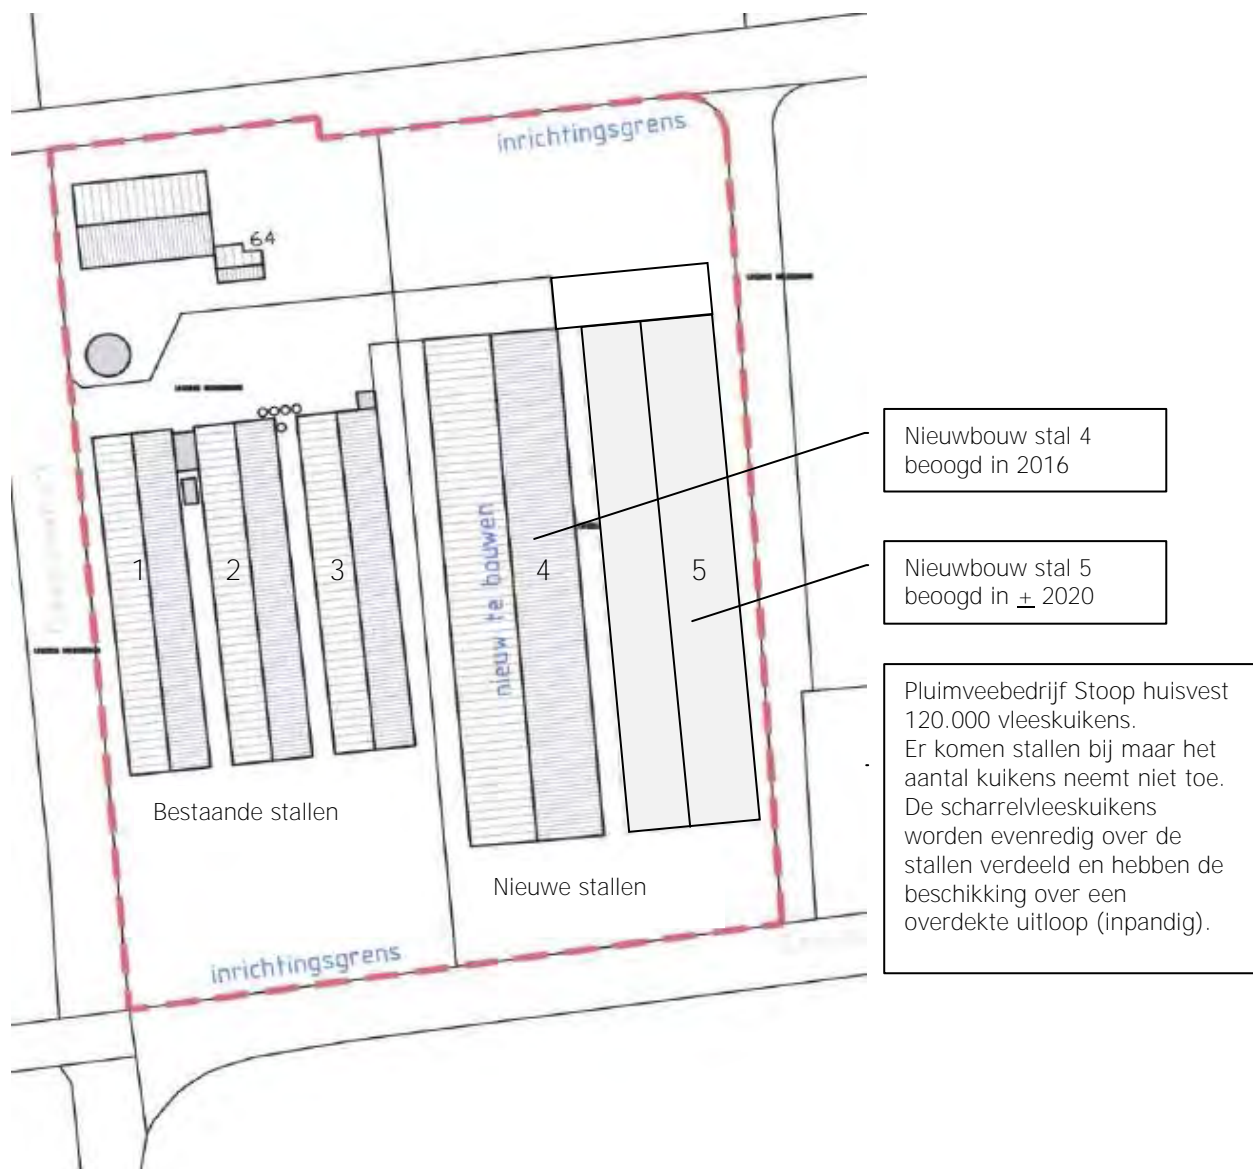 inrichtingsgrens
64
Nieuwbouw stal 4
beoogd in 2016
nieuw te bouwen
1
2
3
4
5
Nieuwbouw stal 5
beoogd in + 2020
Pluimveebedrijf Stoop huisvest
120.000 vleeskuikens.
Er komen stallen bij maar het
aantal kuikens neemt niet toe.
De scharrelvleeskuikens
worden evenredig over de
stallen verdeeld en hebben de
beschikking over een
overdekte uitloop (inpandig).
Bestaande stallen
Nieuwe stallen
inrichtingsgrens